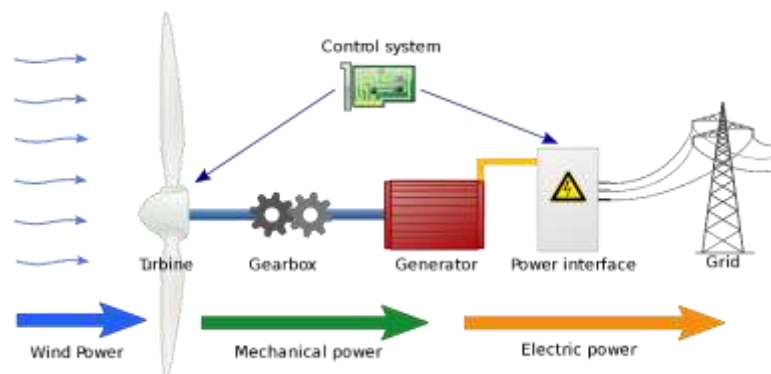 Control system
Turbine
Gearbox
Generator
Power interface
Grid
Wind Power
Mechanical power
Electric power